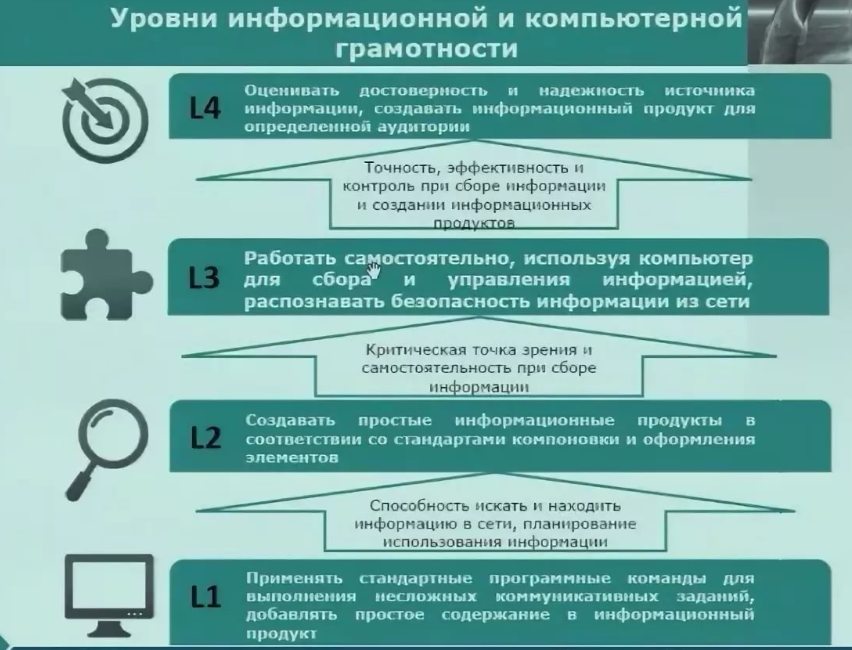 Уровни информационной и компьютерной
грамотности
L4
Оценивать достоверность и надежность источника
информации, создавать информационный продукт для
определенной аудитории
Точность, эффективность и
контроль при сборе информации
и создании информационных
продуктов
L3
Работать самостоятельно, используя компьютер
для сбора и управления информацией,
распознавать безопасность информации из сети
Критическая точка зрения и
самостоятельность при сборе
информации
L2
Создавать простые информационные продукты в
соответствии со стандартами компоновки и оформления
элементов
Способность искать и находить
информацию в сети, планирование
использования информации
L1
Применять стандартные программные команды для
выполнения несложных коммуникативных заданий,
добавлять простое содержание в информационный
продукт